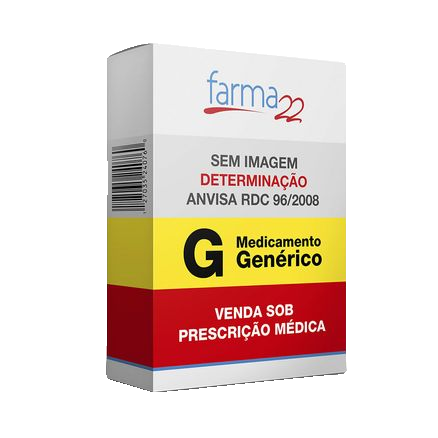 farma22
SEM IMAGEM
DETERMINAÇÃO
ANVISA RDC 96/2008
G Medicamento
Genérico
VENDA SOB
PRESCRIÇÃO MÉDICA